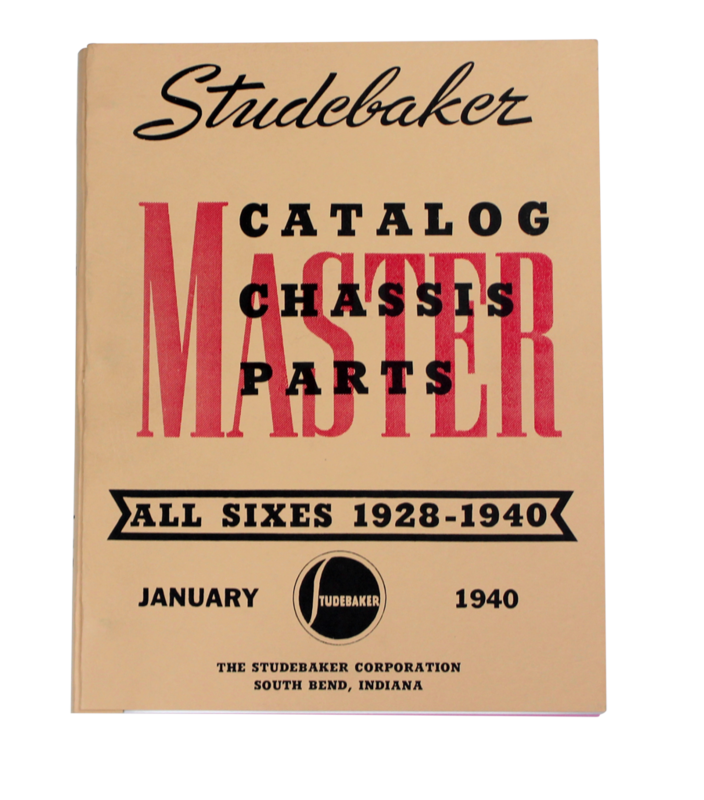 Studebaker
MASTER
CATALOG
CHASSIS
PARTS
ALL SIXES 1928-1940
JANUARY STUDEBAKER 1940
THE STUDEBAKER CORPORATION
SOUTH BEND, INDIANA